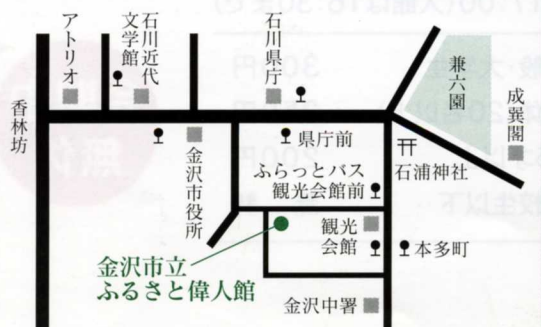 アトリオ
石川近代
文学館
石川県庁
兼六園
成巽閣
香林坊
金沢市役所
県庁前
ふらっとバス
観光会館前
石浦神社
観光
会館
本多町
金沢市立
ふるさと偉人館
金沢中署